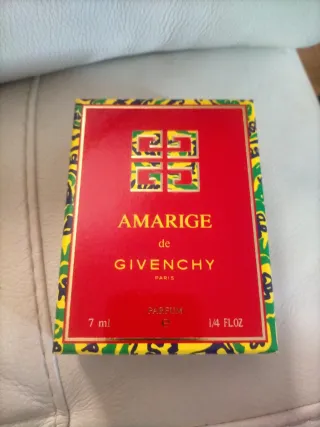 AMARIGE
de
GIVENCHY
PARIS
PARFUM
7 ml 1/4 FL.OZ